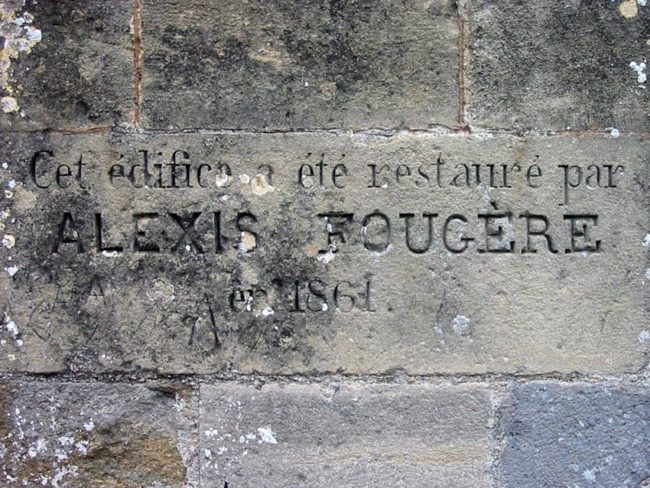 Cet édifice a été restauré par
ALEXIS FOUGÈRE
en 1861.